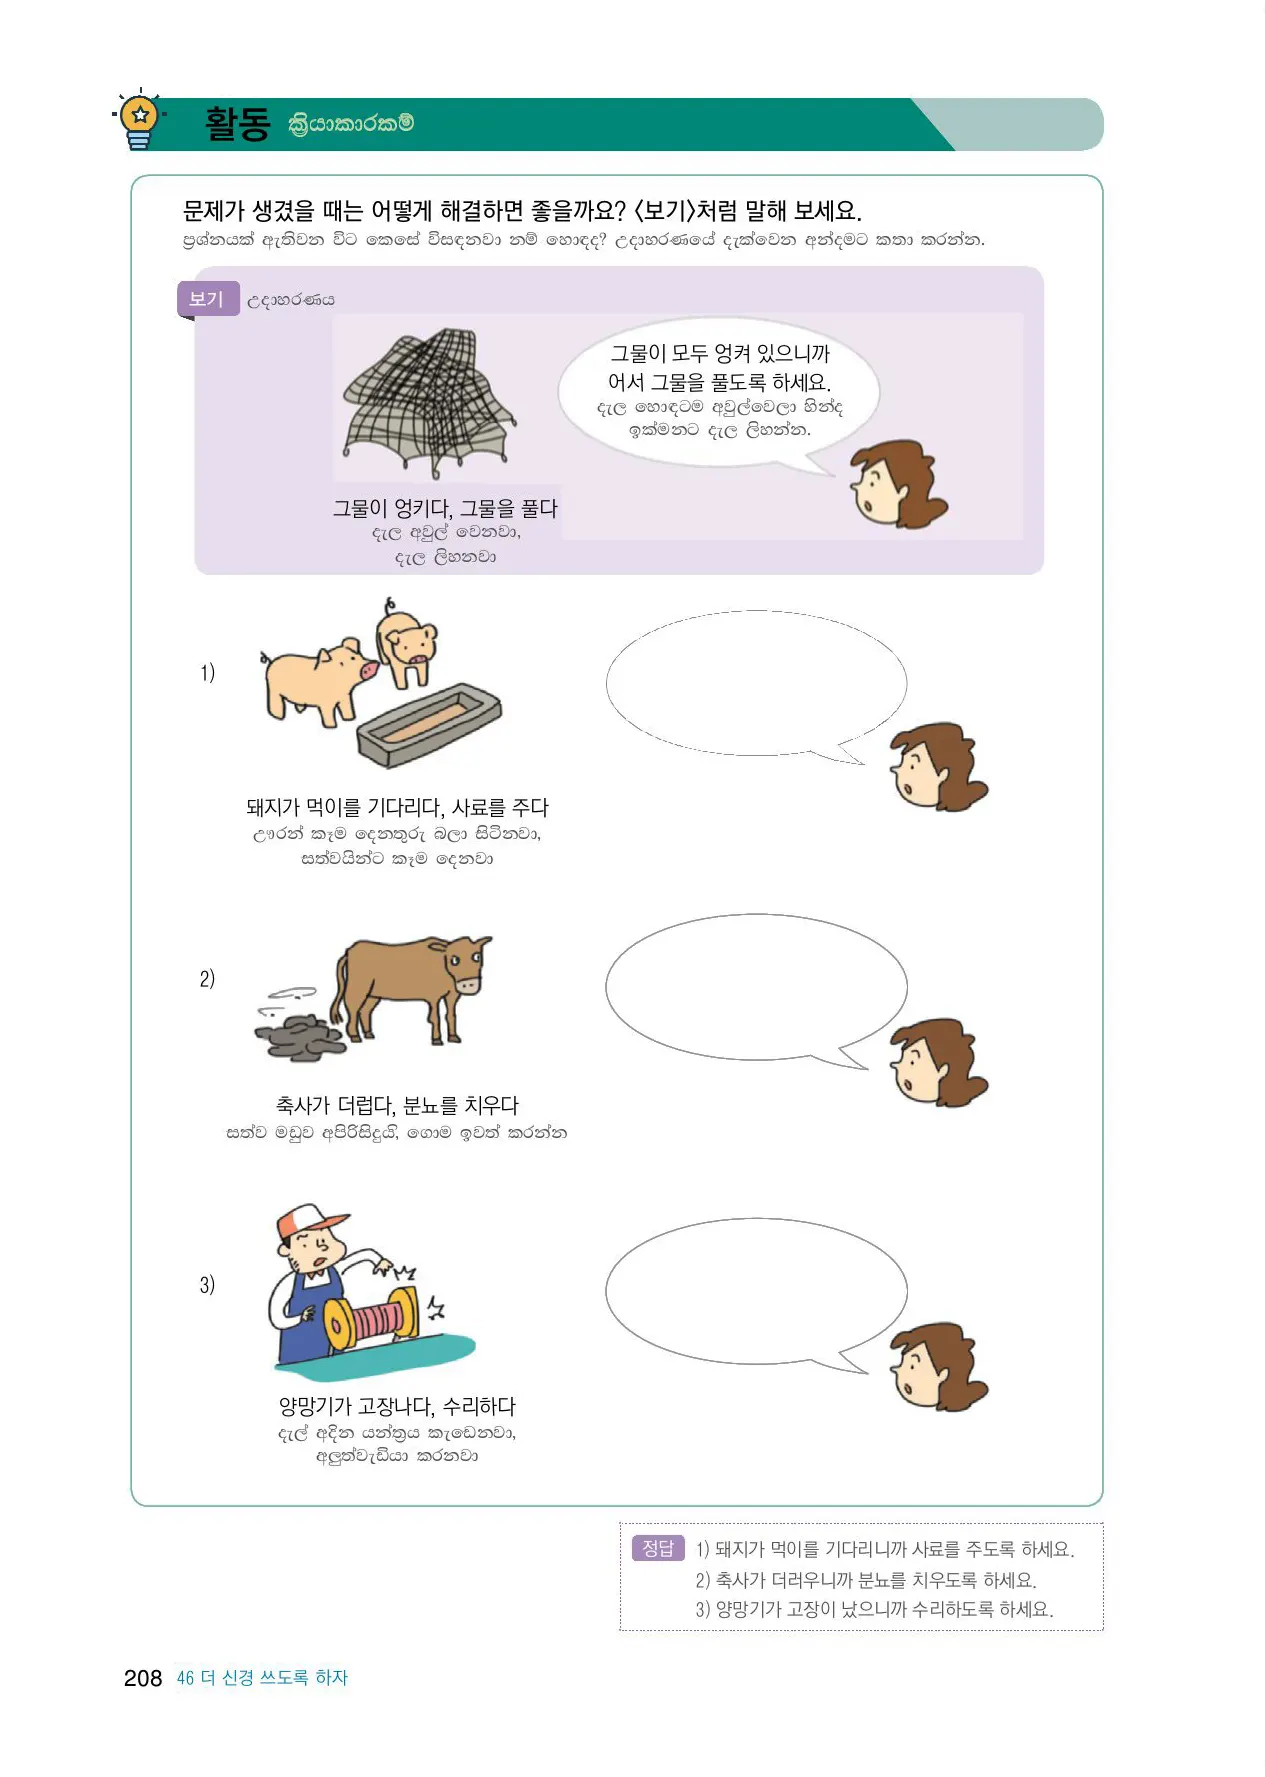 활동 ක්‍රියාකාරකම්
문제가 생겼을 때는 어떻게 해결하면 좋을까요? 〈보기〉처럼 말해 보세요.
ප්‍රශ්නයක් ඇතිවන විට කෙසේ විසඳනවා නම් හොඳද? උදාහරණයේ දැක්වෙන අන්දමට කතා කරන්න.
보기 උදාහරණය
그물이 모두 엉켜 있으니까
어서 그물을 풀도록 하세요.
දැල හොඳටම අවුල්වෙලා හින්ද
ඉක්මනට දැල ලිහන්න.
그물이 엉키다, 그물을 풀다
දැල අවුල් වෙනවා,
දැල ලිහනවා
1)
돼지가 먹이를 기다리다, 사료를 주다
ඌරන් කෑම දෙනතුරු බලා සිටිනවා,
සත්වයින්ට කෑම දෙනවා
2)
축사가 더럽다, 분뇨를 치우다
සත්ව මඩුව අපිරිසිදුයි, ගොම ඉවත් කරන්න
3)
양망기가 고장나다, 수리하다
දැල් අදින යන්ත්‍රය කැඩෙනවා,
අලුත්වැඩියා කරනවා
정답 1) 돼지가 먹이를 기다리니까 사료를 주도록 하세요.
2) 축사가 더러우니까 분뇨를 치우도록 하세요.
3) 양망기가 고장이 났으니까 수리하도록 하세요.
208 46 더 신경 쓰도록 하자